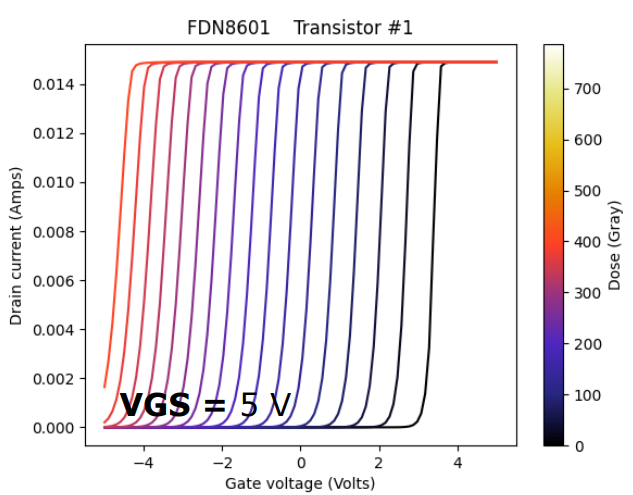 FDN8601    Transistor #1
Drain current (Amps)
0.014
0.012
0.010
0.008
0.006
0.004
0.002
0.000
VGS = 5 V
−4 −2 0 2 4
Gate voltage (Volts)
700
600
500
400
300
200
100
0
Dose (Gray)